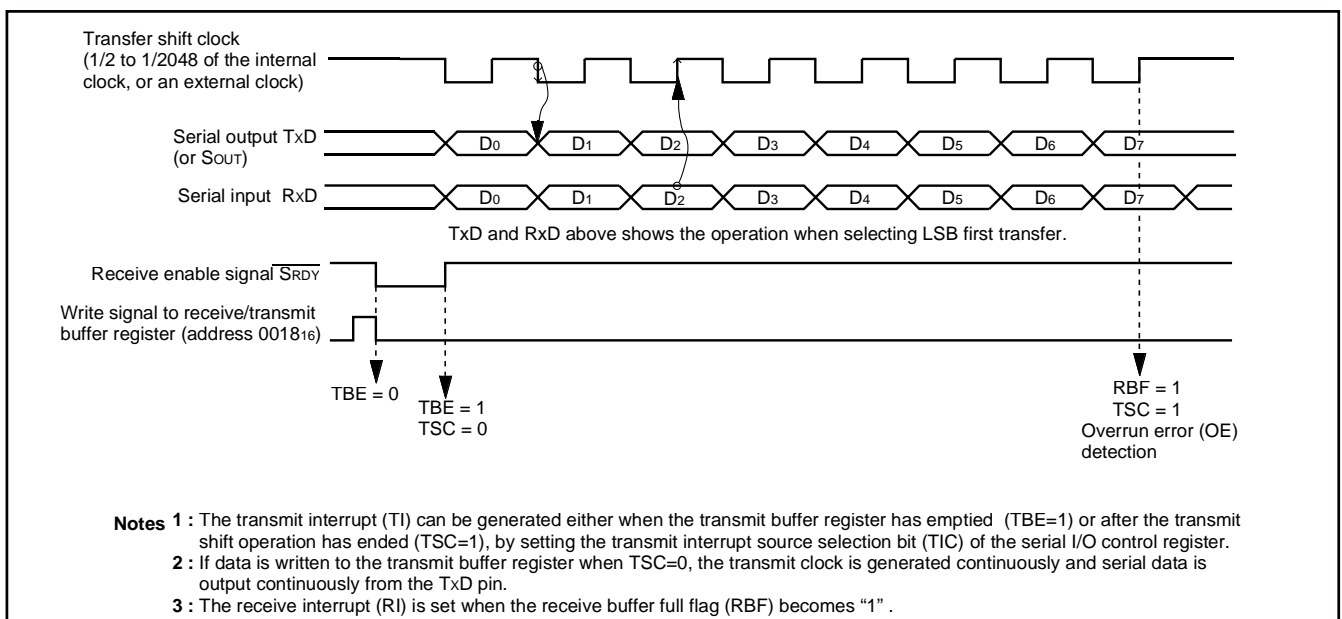 Transfer shift clock
(1/2 to 1/2048 of the internal
clock, or an external clock)
Serial output TxD
(or SOUT)
D0 D1 D2 D3 D4 D5 D6 D7
Serial input RxD
D0 D1 D2 D3 D4 D5 D6 D7
TxD and RxD above shows the operation when selecting LSB first transfer.
Receive enable signal SRDY
Write signal to receive/transmit
buffer register (address 001816)
TBE = 0
TBE = 1
TSC = 0
RBF = 1
TSC = 1
Overrun error (OE)
detection
Notes 1 : The transmit interrupt (TI) can be generated either when the transmit buffer register has emptied (TBE=1) or after the transmit
shift operation has ended (TSC=1), by setting the transmit interrupt source selection bit (TIC) of the serial I/O control register.
2 : If data is written to the transmit buffer register when TSC=0, the transmit clock is generated continuously and serial data is
output continuously from the TxD pin.
3 : The receive interrupt (RI) is set when the receive buffer full flag (RBF) becomes “1” .